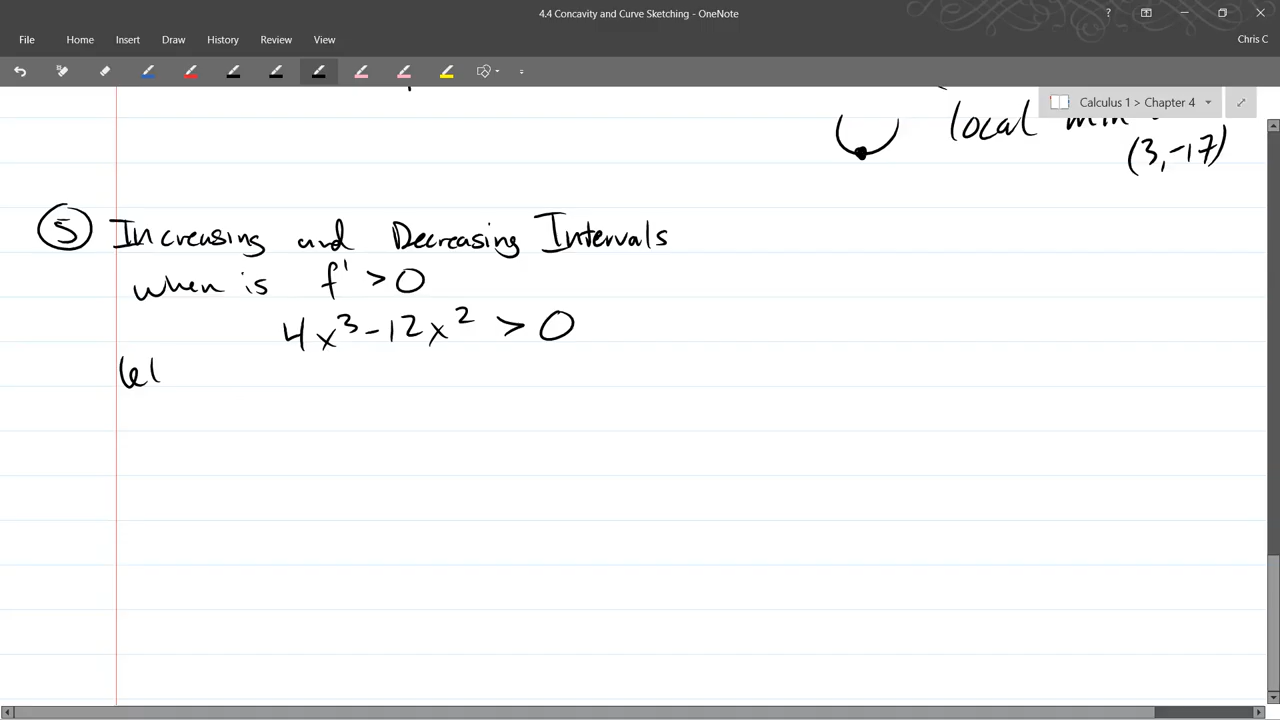 4.4 Concavity and Curve Sketching - OneNote
File Home Insert Draw History Review View
Chris C
Calculus 1 > Chapter 4
local min
(3,-17)
⑤ Increasing and Decreasing Intervals
when is f' > 0
4x³-12x² > 0